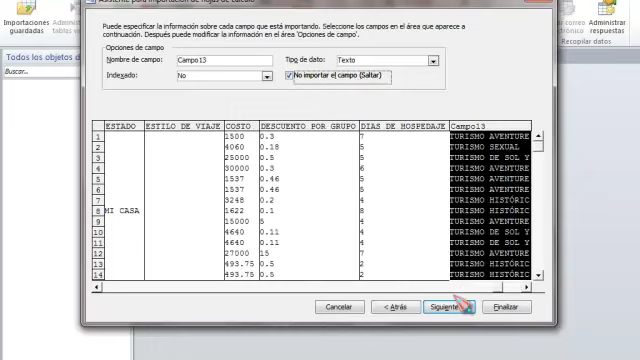 Asistente para importación de hojas de cálculo
Importaciones guardadas
correo electrónico
Administrar respuestas
Recopilar datos
Todos los objetos d
Buscar...
Puede especificar la información sobre cada campo que está importando. Seleccione los campos en el área que aparece a
continuación. Después puede modificar la información en el área 'Opciones de campo'.
Opciones de campo
Nombre de campo: Campo13 Tipo de dato: Texto
Indexado: No No importar el campo (Saltar)
ESTADO ESTILO DE VIAJE COSTO DESCUENTO POR GRUPO DIAS DE HOSPEDAJE Campo13
1 1500 0.3 7 TURISMO AVENTURE
2 4060 0.18 5 TURISMO SEXUAL
3 25000 0.5 5 TURISMO DE SOL Y
4 30000 0.3 6 TURISMO AVENTURE
5 1537 0.46 5 TURISMO AVENTURE
6 1537 0.46 5 TURISMO AVENTURE
7 3248 0.2 4 TURISMO HISTÓRIC
8 MI CASA 1622 0.1 8 TURISMO HISTÓRIC
9 15000 5 4 TURISMO AVENTURE
10 4640 0.11 4 TURISMO DE SOL Y
11 4640 0.11 4 TURISMO DE SOL Y
12 27000 15 7 TURISMO AVENTURE
13 493.75 0.5 2 TURISMO HISTÓRIC
14 493.75 0.5 2 TURISMO HISTÓRIC
Cancelar < Atrás Siguiente Finalizar